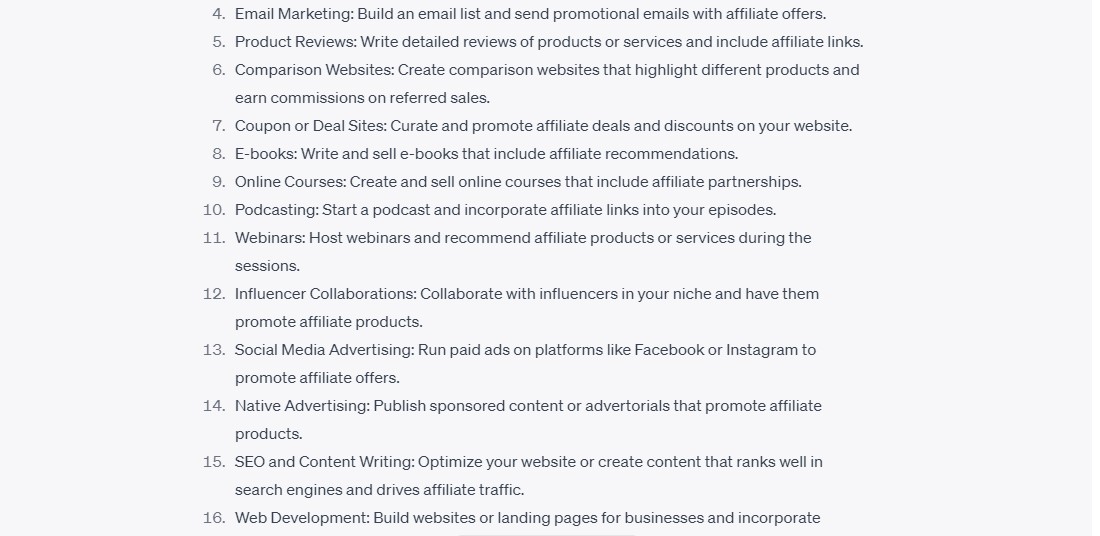 4. Email Marketing: Build an email list and send promotional emails with affiliate offers.
5. Product Reviews: Write detailed reviews of products or services and include affiliate links.
6. Comparison Websites: Create comparison websites that highlight different products and
earn commissions on referred sales.
7. Coupon or Deal Sites: Curate and promote affiliate deals and discounts on your website.
8. E-books: Write and sell e-books that include affiliate recommendations.
9. Online Courses: Create and sell online courses that include affiliate partnerships.
10. Podcasting: Start a podcast and incorporate affiliate links into your episodes.
11. Webinars: Host webinars and recommend affiliate products or services during the
sessions.
12. Influencer Collaborations: Collaborate with influencers in your niche and have them
promote affiliate products.
13. Social Media Advertising: Run paid ads on platforms like Facebook or Instagram to
promote affiliate offers.
14. Native Advertising: Publish sponsored content or advertorials that promote affiliate
products.
15. SEO and Content Writing: Optimize your website or create content that ranks well in
search engines and drives affiliate traffic.
16. Web Development: Build websites or landing pages for businesses and incorporate